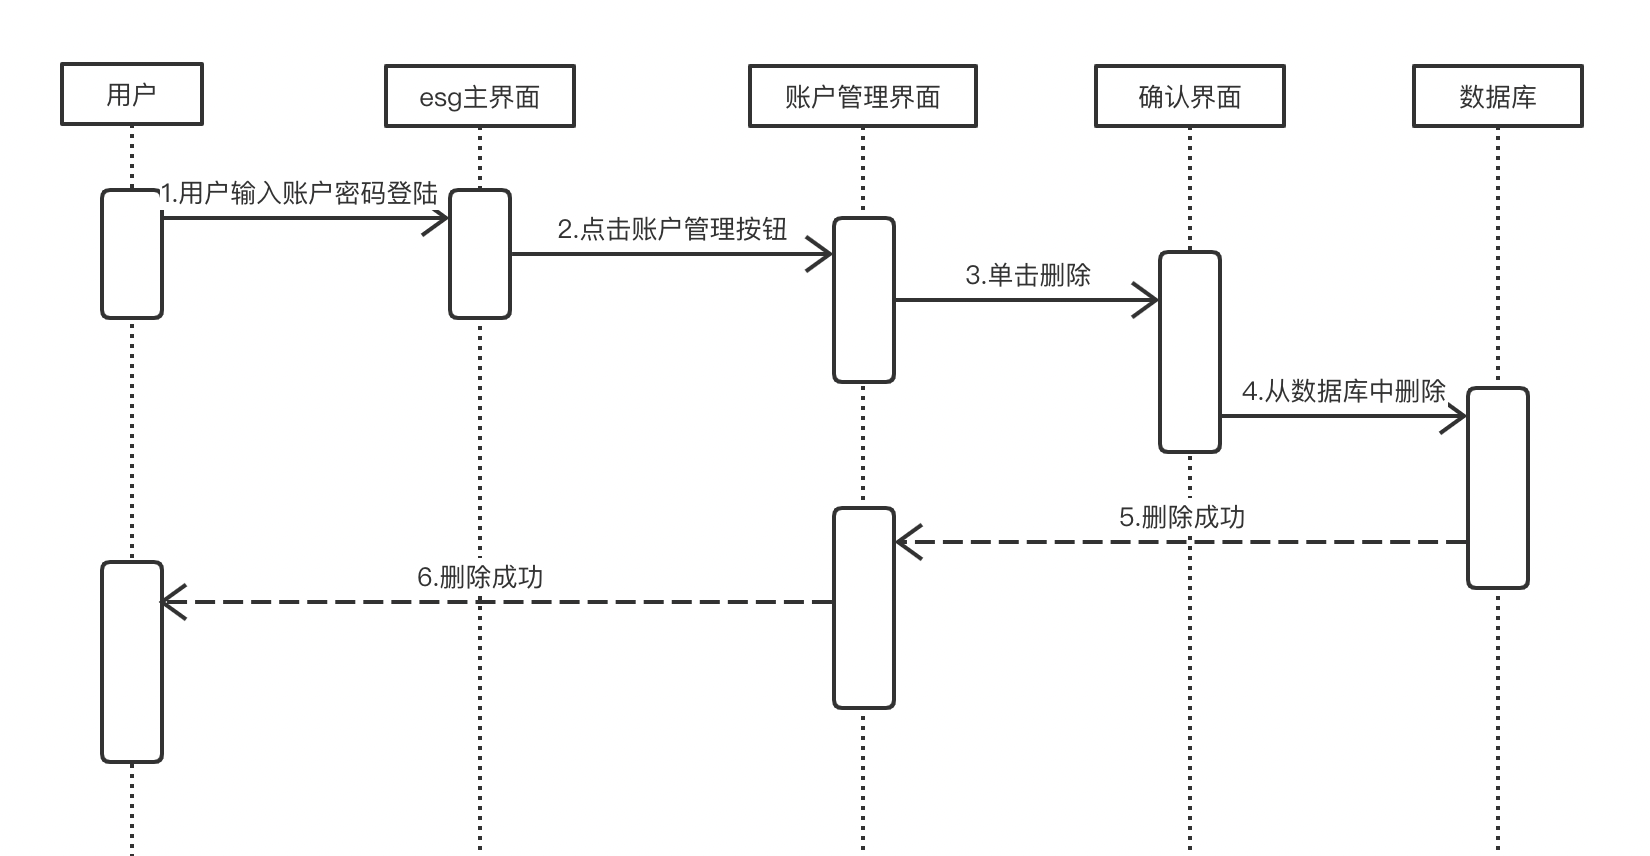 用户
esg主界面
账户管理界面
确认界面
数据库
1.用户输入账户密码登陆
2.点击账户管理按钮
3.单击删除
4.从数据库中删除
5.删除成功
6.删除成功